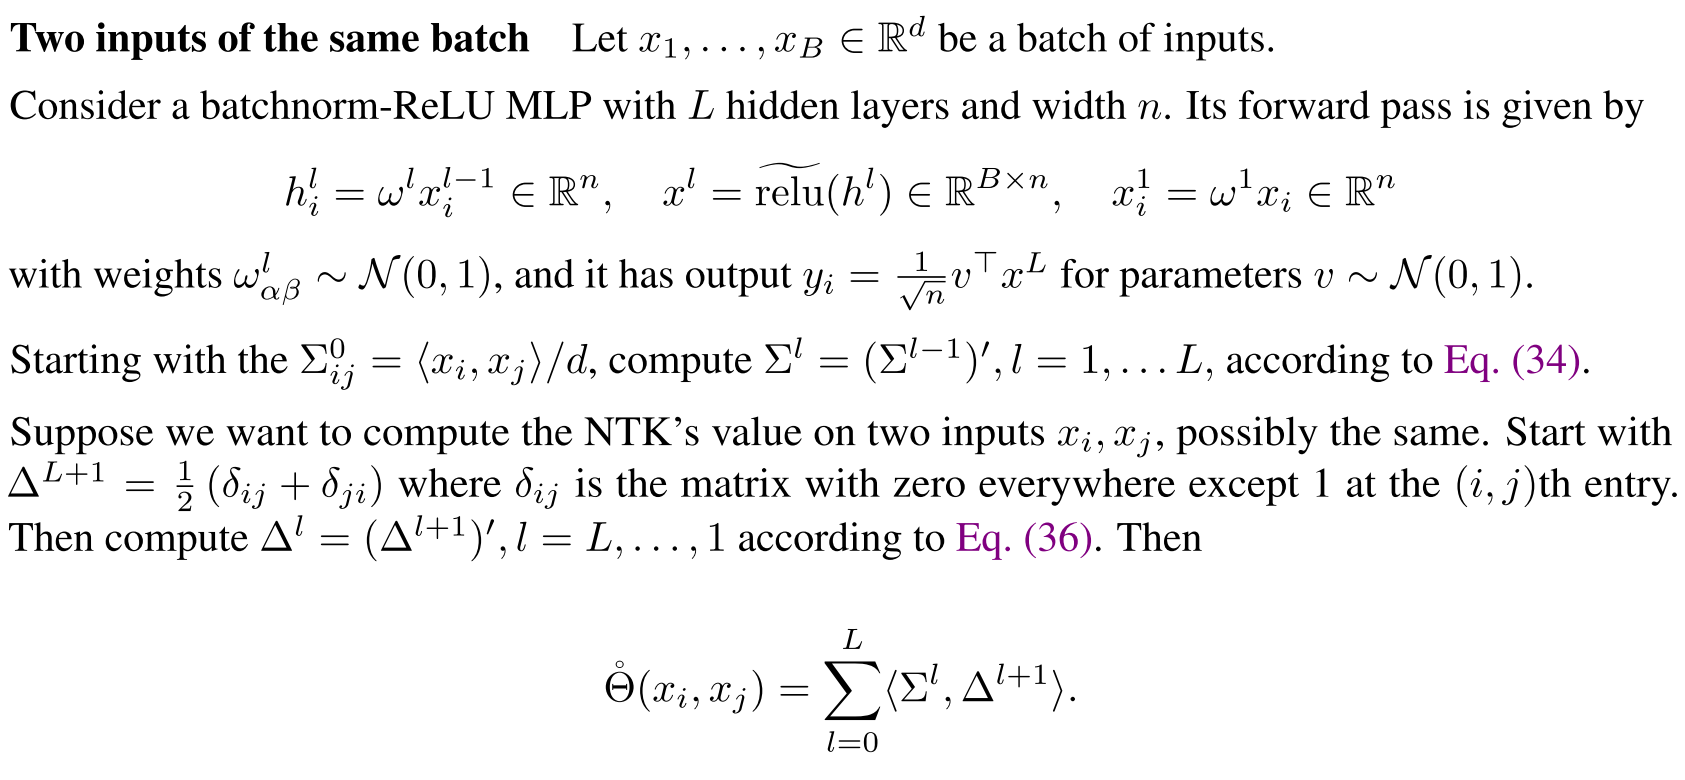 Two inputs of the same batch Let $x_1, \ldots, x_B \in \mathbb{R}^d$ be a batch of inputs.
Consider a batchnorm-ReLU MLP with $L$ hidden layers and width $n$. Its forward pass is given by
$h_i^l = \omega^l x_i^{l-1} \in \mathbb{R}^n, \quad x^l = \widetilde{\mathrm{relu}}(h^l) \in \mathbb{R}^{B \times n}, \quad x_i^1 = \omega^1 x_i \in \mathbb{R}^n$
with weights $\omega_{\alpha\beta}^l \sim \mathcal{N}(0, 1)$, and it has output $y_i = \frac{1}{\sqrt{n}} v^\top x^L$ for parameters $v \sim \mathcal{N}(0, 1)$.
Starting with the $\Sigma_{ij}^0 = \langle x_i, x_j \rangle / d$, compute $\Sigma^l = (\Sigma^{l-1})', l = 1, \ldots L$, according to Eq. (34).
Suppose we want to compute the NTK's value on two inputs $x_i, x_j$, possibly the same. Start with
$\Delta^{L+1} = \frac{1}{2} (\delta_{ij} + \delta_{ji})$ where $\delta_{ij}$ is the matrix with zero everywhere except 1 at the $(i, j)$th entry.
Then compute $\Delta^l = (\Delta^{l+1})', l = L, \ldots, 1$ according to Eq. (36). Then
$\mathring{\Theta}(x_i, x_j) = \sum_{l=0}^{L} \langle \Sigma^l, \Delta^{l+1} \rangle.$